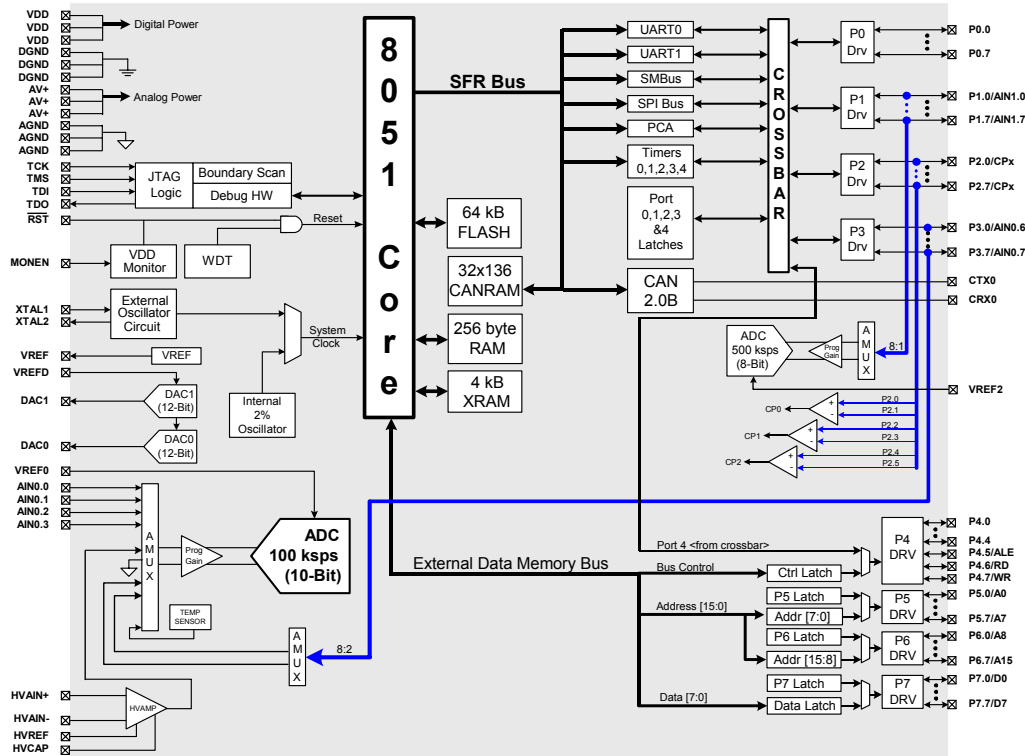 VDD
VDD
VDD
Digital Power
DGND
DGND
DGND
AV+
AV+
AV+
Analog Power
AGND
AGND
AGND
TCK
TMS
TDI
TDO
JTAG
Logic
Boundary Scan
Debug HW
RST
Reset
MONEN
VDD
Monitor
WDT
XTAL1
XTAL2
External
Oscillator
Circuit
System
Clock
VREF
VREF
VREFD
DAC1
DAC1
(12-Bit)
DAC0
DAC0
(12-Bit)
Internal
2%
Oscillator
VREF0
AIN0.0
AIN0.1
AIN0.2
AIN0.3
AMUX
Prog
Gain
ADC
100 ksps
(10-Bit)
TEMP
SENSOR
AMUX
8:2
HVAIN+
HVAIN-
HVREF
HVCAP
HVAMP
8051 Core
SFR Bus
64 kB
FLASH
32x136
CANRAM
256 byte
RAM
4 kB
XRAM
External Data Memory Bus
UART0
UART1
SMBus
SPI Bus
PCA
Timers
0,1,2,3,4
Port
0,1,2,3
&4
Latches
CAN
2.0B
CROSSBAR
P0
Drv
P1
Drv
P2
Drv
P3
Drv
P0.0
P0.7
P1.0/AIN1.0
P1.7/AIN1.7
P2.0/CPx
P2.7/CPx
P3.0/AIN0.6
P3.7/AIN0.7
CTX0
CRX0
ADC
500 ksps
(8-Bit)
Prog
Gain
AMUX
8:1
VREF2
CP0
+
-
P2.0
P2.1
CP1
+
-
P2.2
P2.3
CP2
+
-
P2.4
P2.5
Port 4 <from crossbar>
Bus Control
Ctrl Latch
P4
DRV
P4.0
P4.4
P4.5/ALE
P4.6/RD
P4.7/WR
Address [15:0]
P5 Latch
Addr [7:0]
P5
DRV
P5.0/A0
P5.7/A7
P6 Latch
Addr [15:8]
P6
DRV
P6.0/A8
P6.7/A15
Data [7:0]
P7 Latch
Data Latch
P7
DRV
P7.0/D0
P7.7/D7